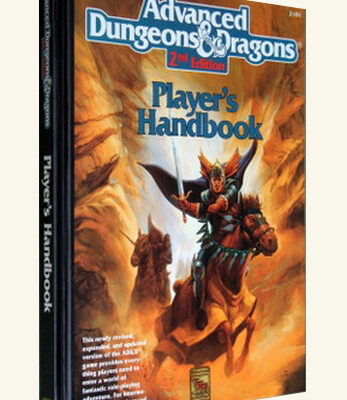 Advanced
2101
Dungeons & Dragons
2nd Edition
Player's
Handbook
This newly revised,
expanded, and updated
version of the AD&D
game provides every-
thing players need to
enter a world of
fantastic role-playing
adventure. For
Player's Handbook